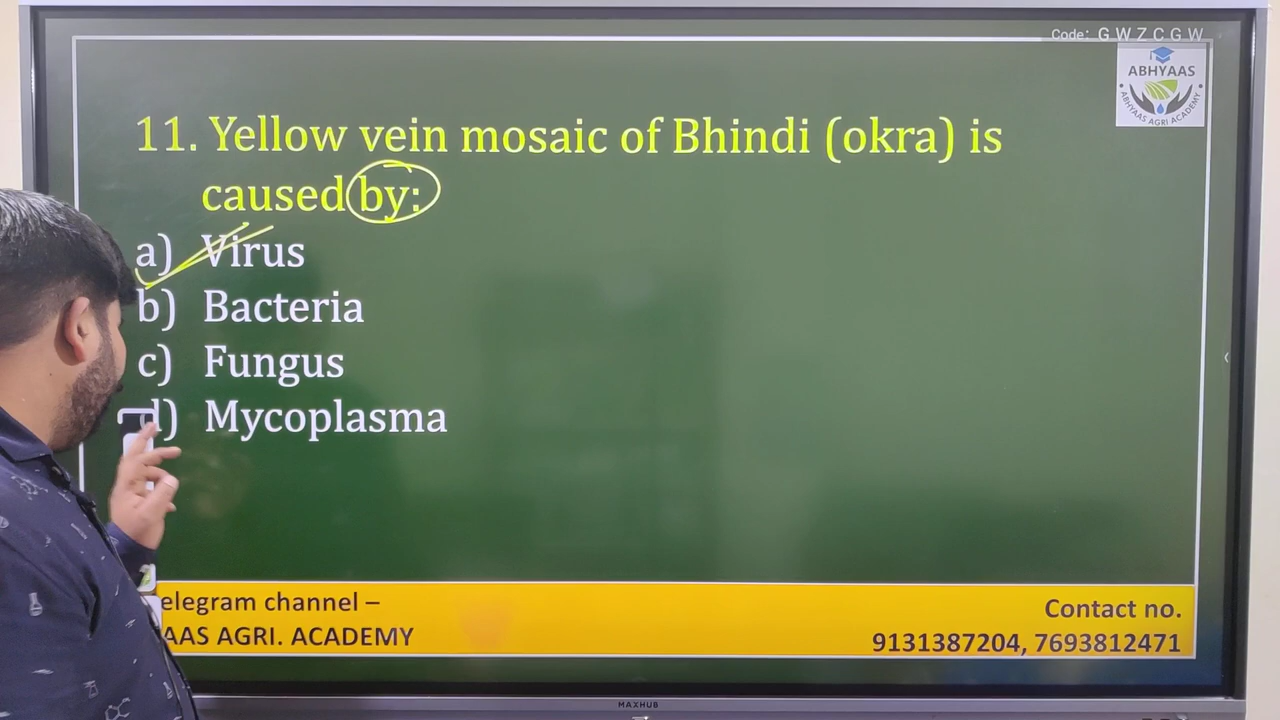 Code: G W Z C G W
ABHYAAS
ABHYAAS AGRI ACADEMY
11. Yellow vein mosaic of Bhindi (okra) is
caused by:
a) Virus
b) Bacteria
c) Fungus
d) Mycoplasma
elegram channel –
AAS AGRI. ACADEMY
Contact no.
9131387204, 7693812471
MAXHUB